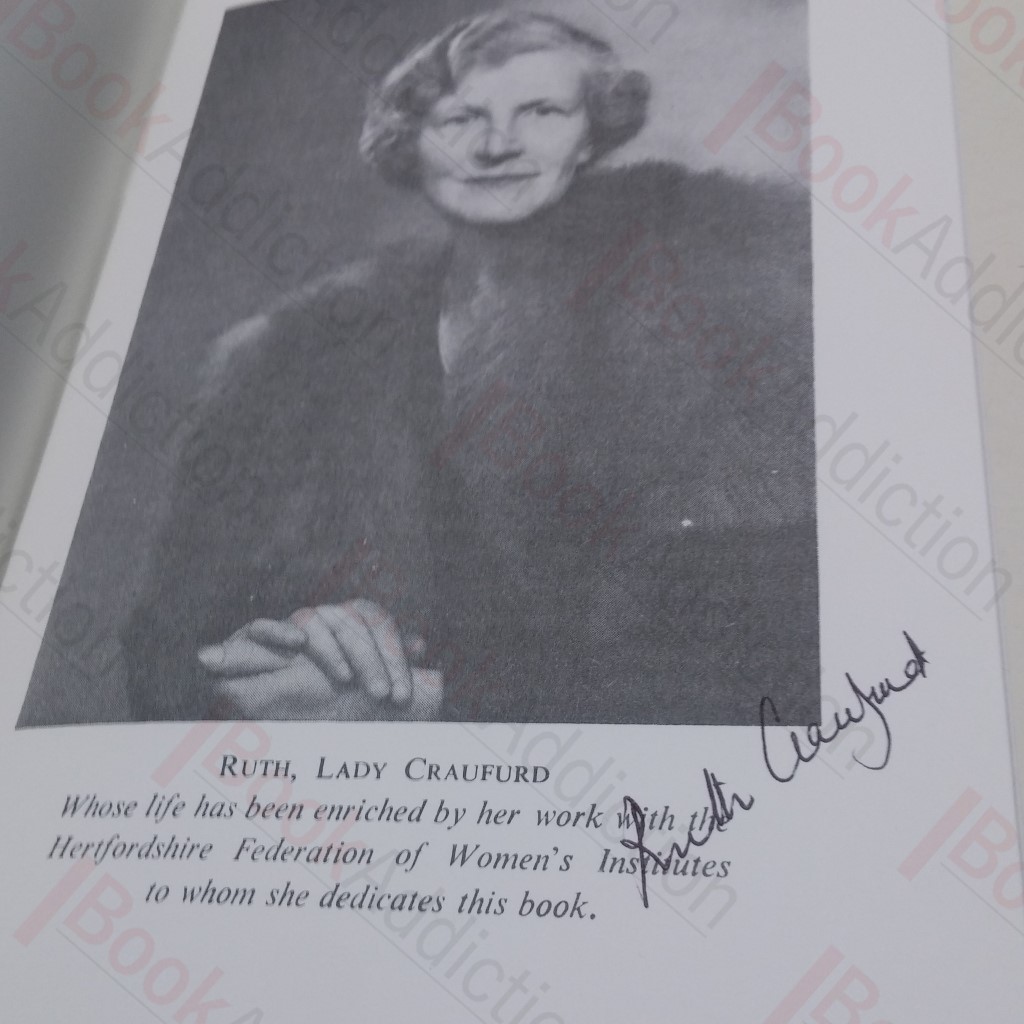 RUTH, LADY CRAUFURD
Whose life has been enriched by her work with the
Hertfordshire Federation of Women's Institutes
to whom she dedicates this book.
Ruth Craufurd
BookAddiction